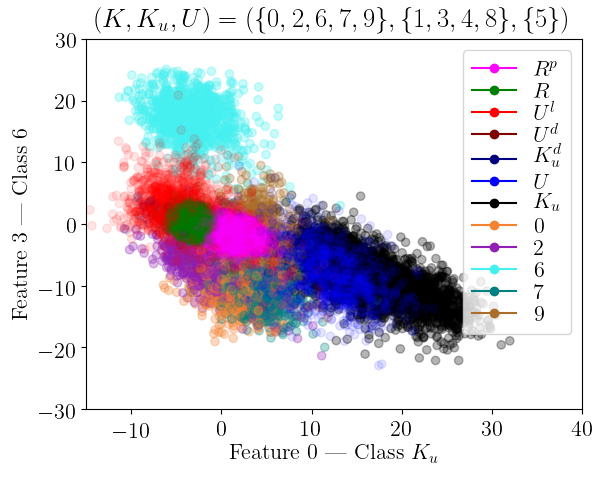 (K, K_u, U) = ({0, 2, 6, 7, 9}, {1, 3, 4, 8}, {5})
30
20
10
0
−10
−20
−30
Feature 3 — Class 6
−10 0 10 20 30 40
Feature 0 — Class K_u
R^p
R
U^l
U^d
K_u^d
U
K_u
0
2
6
7
9